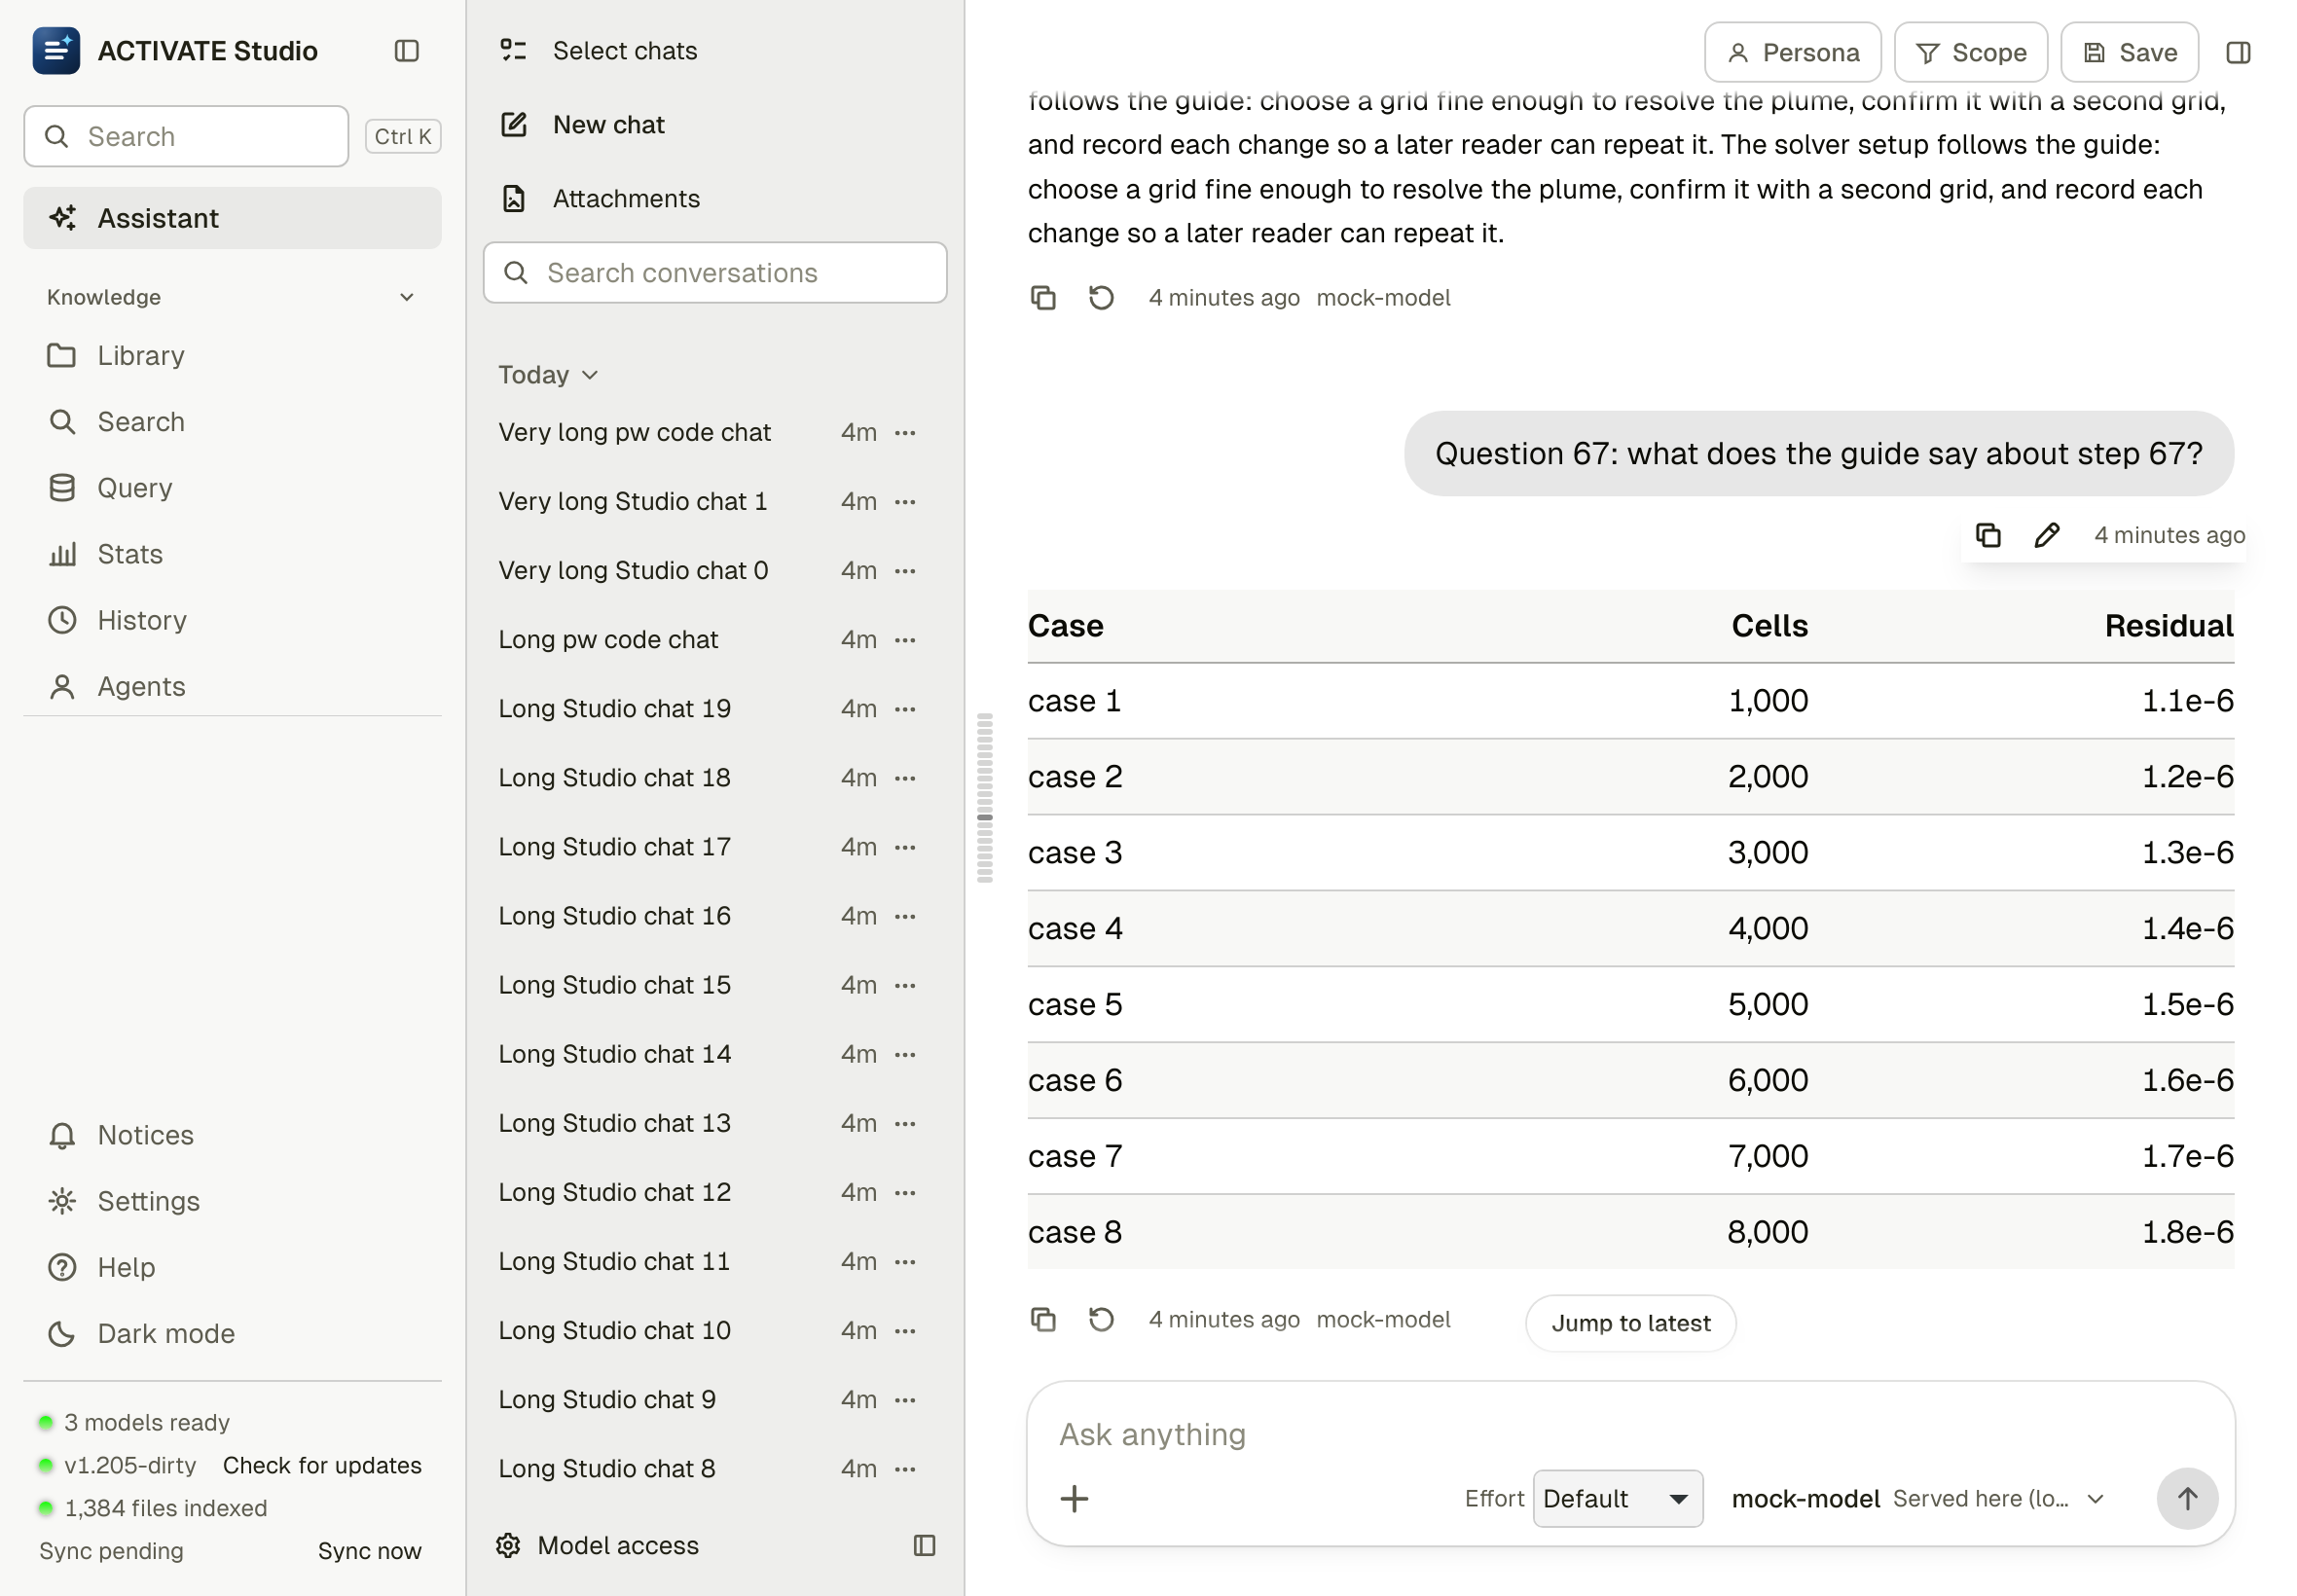 ACTIVATE Studio
Search
Ctrl K
Assistant
Knowledge
Library
Search
Query
Stats
History
Agents
Notices
Settings
Help
Dark mode
3 models ready
v1.205-dirty Check for updates
1,384 files indexed
Sync pending Sync now
Select chats
New chat
Attachments
Search conversations
Today
Very long pw code chat 4m
Very long Studio chat 1 4m
Very long Studio chat 0 4m
Long pw code chat 4m
Long Studio chat 19 4m
Long Studio chat 18 4m
Long Studio chat 17 4m
Long Studio chat 16 4m
Long Studio chat 15 4m
Long Studio chat 14 4m
Long Studio chat 13 4m
Long Studio chat 12 4m
Long Studio chat 11 4m
Long Studio chat 10 4m
Long Studio chat 9 4m
Long Studio chat 8 4m
Model access
Persona Scope Save
follows the guide: choose a grid fine enough to resolve the plume, confirm it with a second grid,
and record each change so a later reader can repeat it. The solver setup follows the guide:
choose a grid fine enough to resolve the plume, confirm it with a second grid, and record each
change so a later reader can repeat it.
4 minutes ago mock-model
Question 67: what does the guide say about step 67?
4 minutes ago
Case Cells Residual
case 1 1,000 1.1e-6
case 2 2,000 1.2e-6
case 3 3,000 1.3e-6
case 4 4,000 1.4e-6
case 5 5,000 1.5e-6
case 6 6,000 1.6e-6
case 7 7,000 1.7e-6
case 8 8,000 1.8e-6
4 minutes ago mock-model
Jump to latest
Ask anything
Effort Default mock-model Served here (lo...